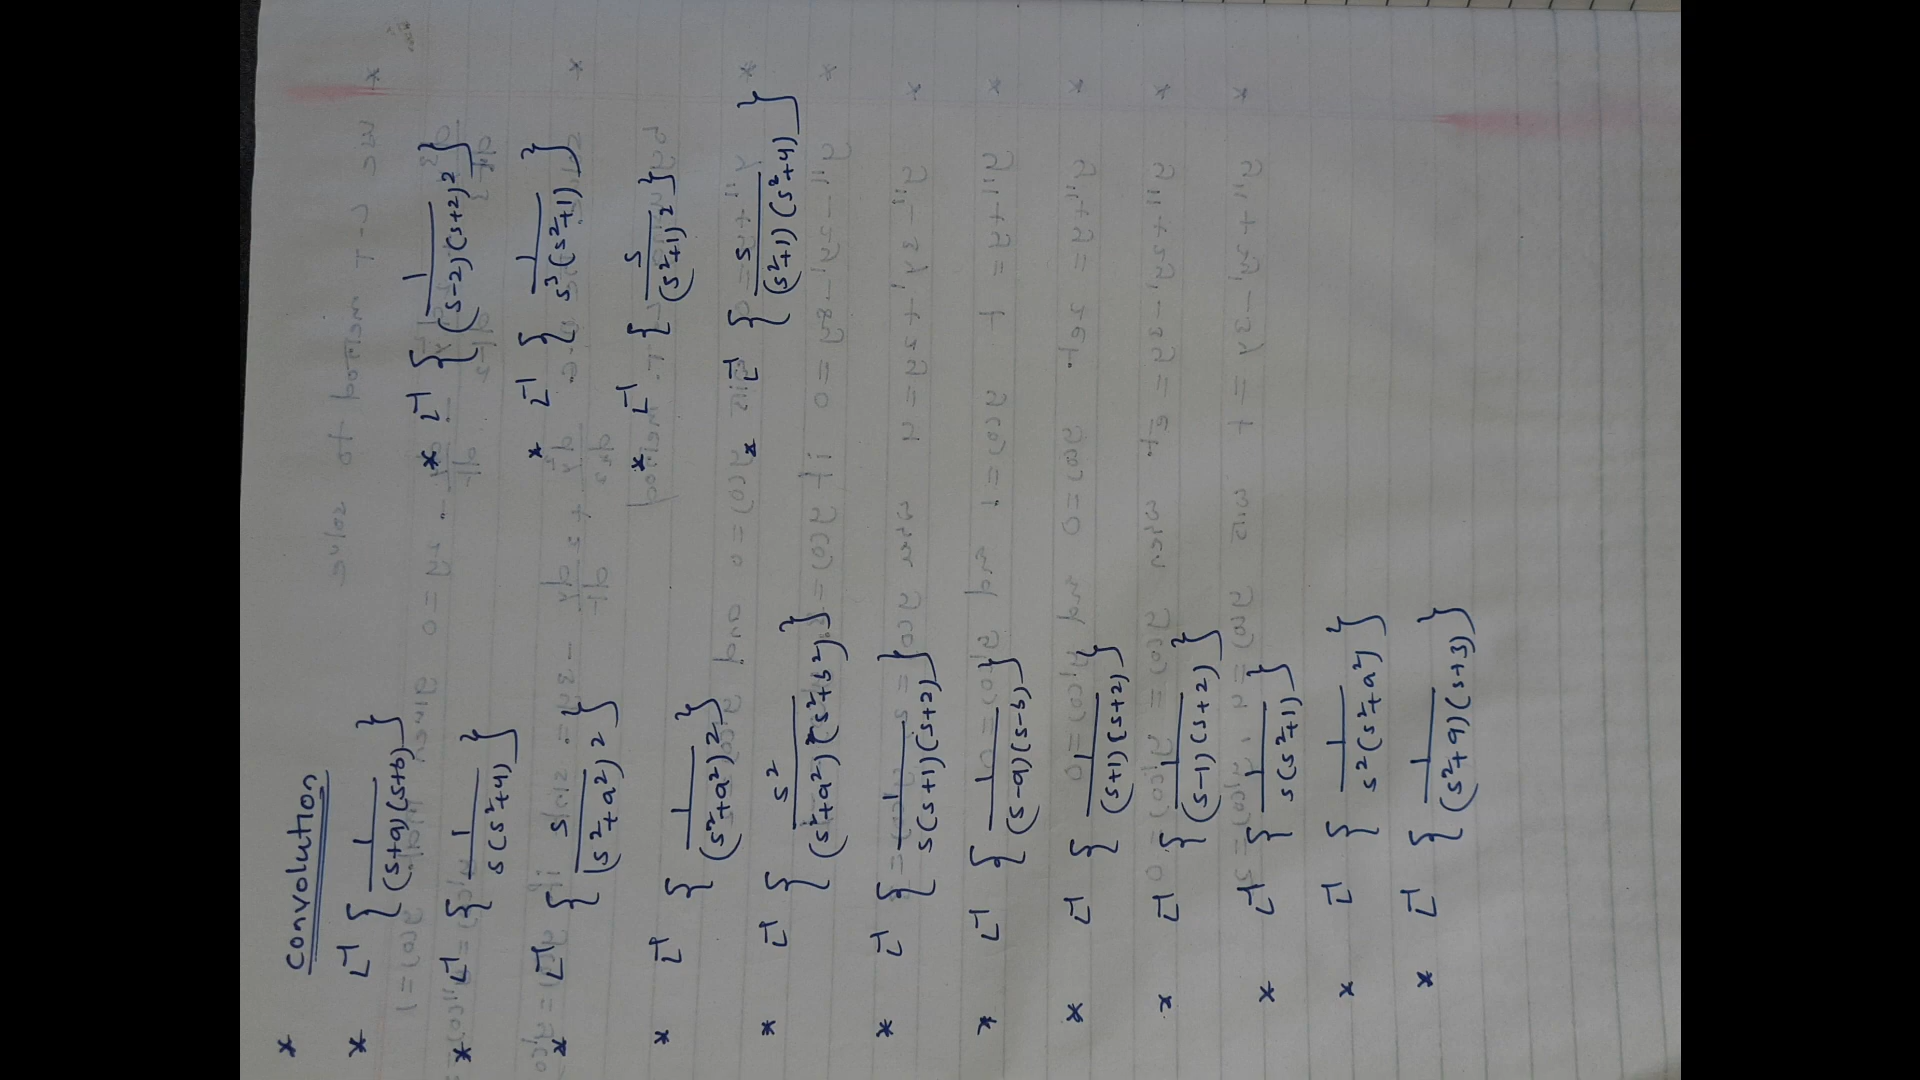 * Convolution
* L⁻¹ { 1/((s+a)(s+b)) }
* L⁻¹ { 1/(s(s²+4)) }
* L⁻¹ { s/(s²+a²)² }
* L⁻¹ { 1/(s²+a²)² }
* L⁻¹ { s²/((s²+a²)(s²+b²)) }
* L⁻¹ { 1/(s(s+1)(s+2)) }
* L⁻¹ { 1/((s-a)(s-b)) }
* L⁻¹ { 1/((s+1)(s+2)) }
* L⁻¹ { 1/((s-1)(s+2)) }
* L⁻¹ { 1/(s(s²+1)) }
* L⁻¹ { 1/(s²(s²+a²)) }
* L⁻¹ { 1/((s²+9)(s+3)) }
* L⁻¹ { 1/((s-2)(s+2)²) }
* L⁻¹ { 1/(s³(s²+1)) }
* L⁻¹ { s/(s²+1)² }
* L⁻¹ { s/((s²+1)(s²+4)) }